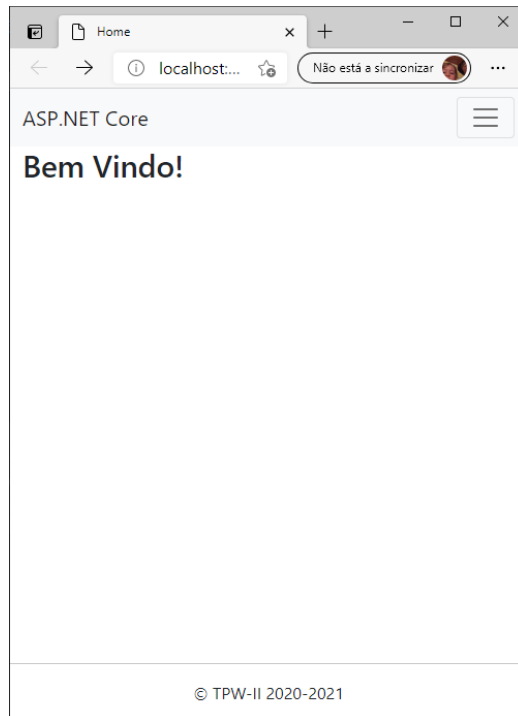 Home
localhost:...
Não está a sincronizar
ASP.NET Core
Bem Vindo!
© TPW-II 2020-2021